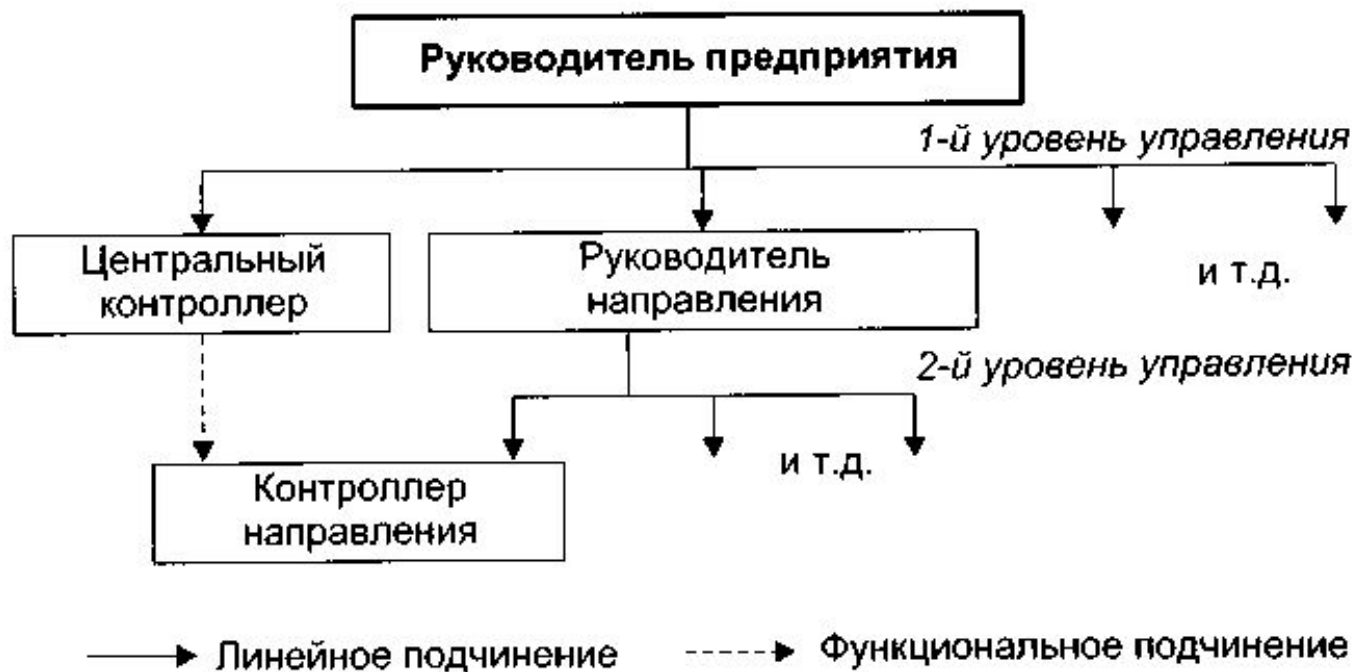 Руководитель предприятия
1-й уровень управления
Центральный
контроллер
Руководитель
направления
и т.д.
2-й уровень управления
и т.д.
Контроллер
направления
Линейное подчинение
Функциональное подчинение